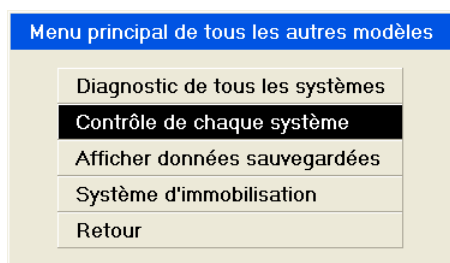 Menu principal de tous les autres modèles
Diagnostic de tous les systèmes
Contrôle de chaque système
Afficher données sauvegardées
Système d'immobilisation
Retour